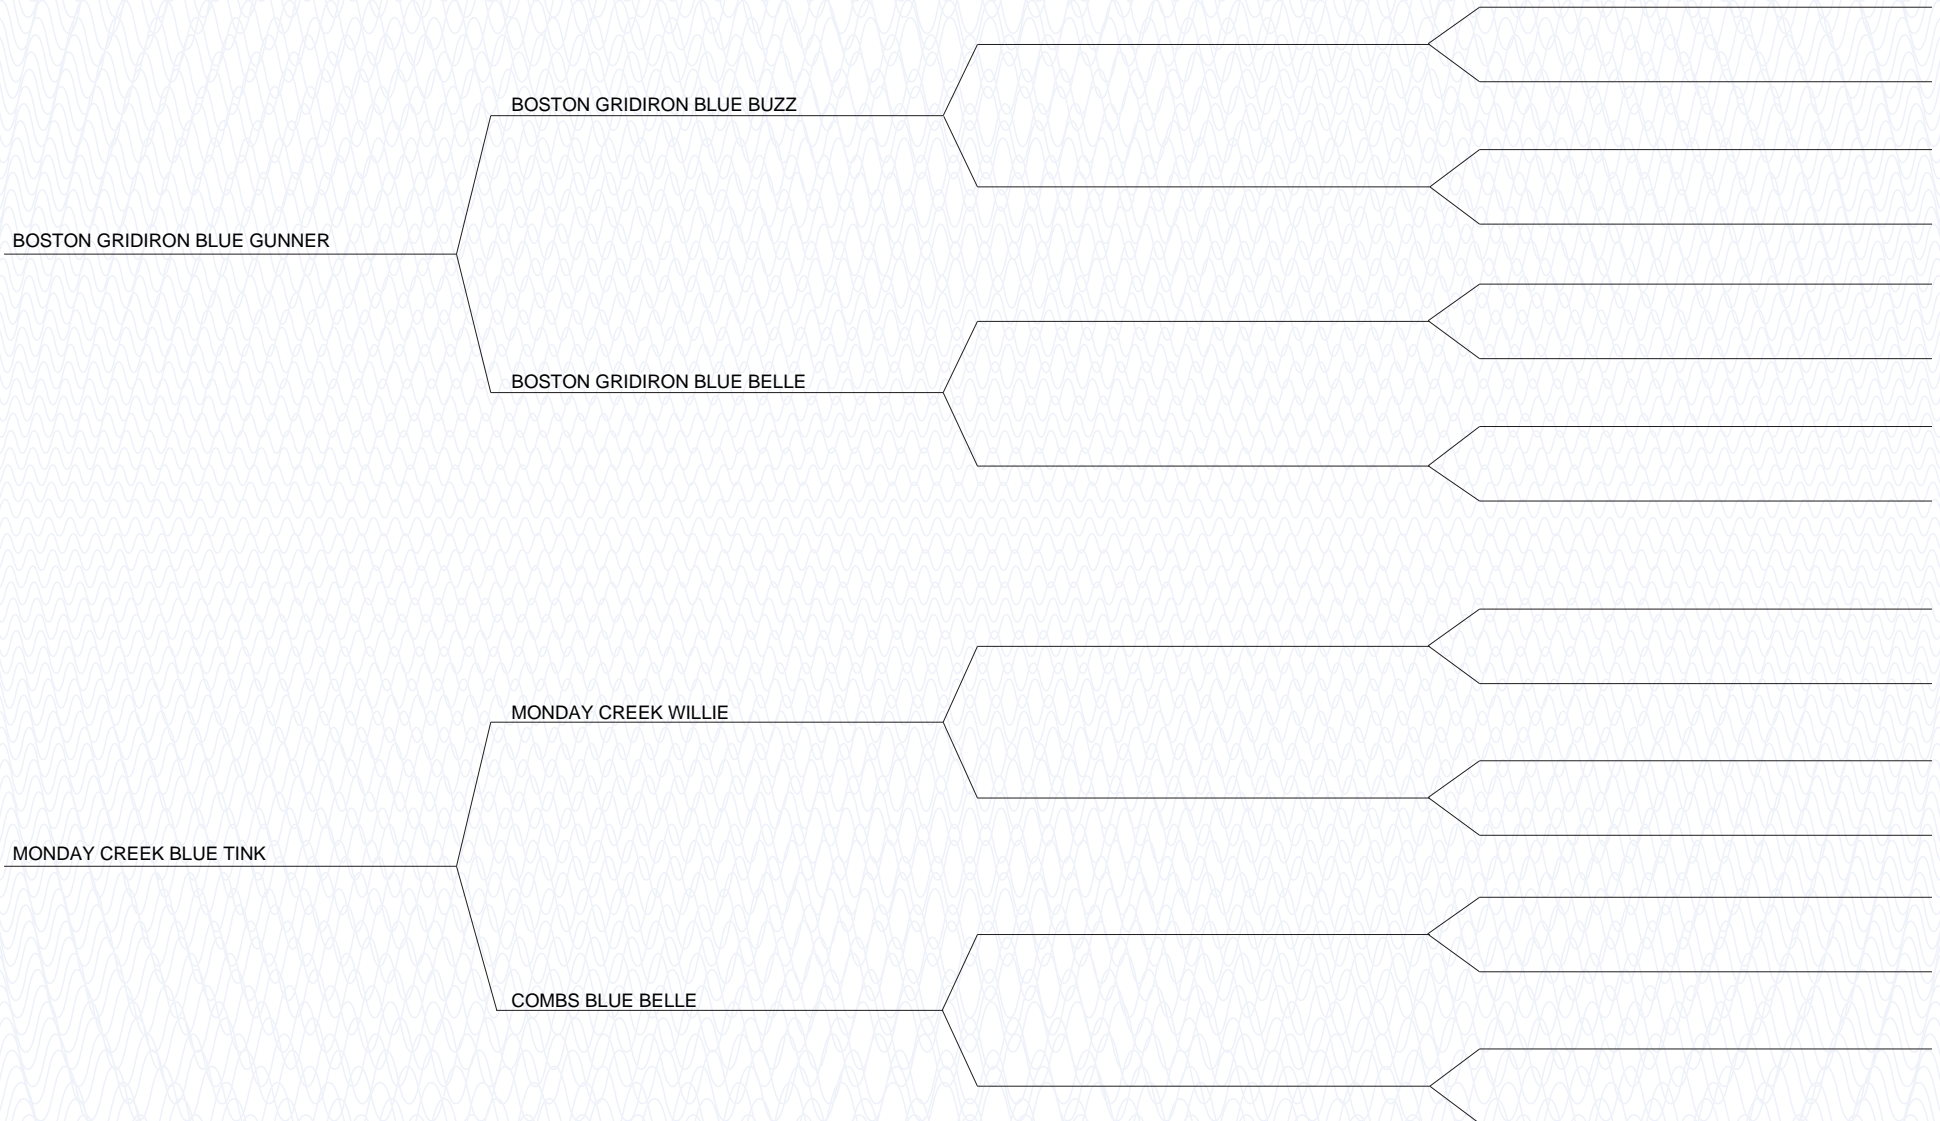 BOSTON GRIDIRON BLUE BUZZ
BOSTON GRIDIRON BLUE GUNNER
BOSTON GRIDIRON BLUE BELLE
MONDAY CREEK WILLIE
MONDAY CREEK BLUE TINK
COMBS BLUE BELLE